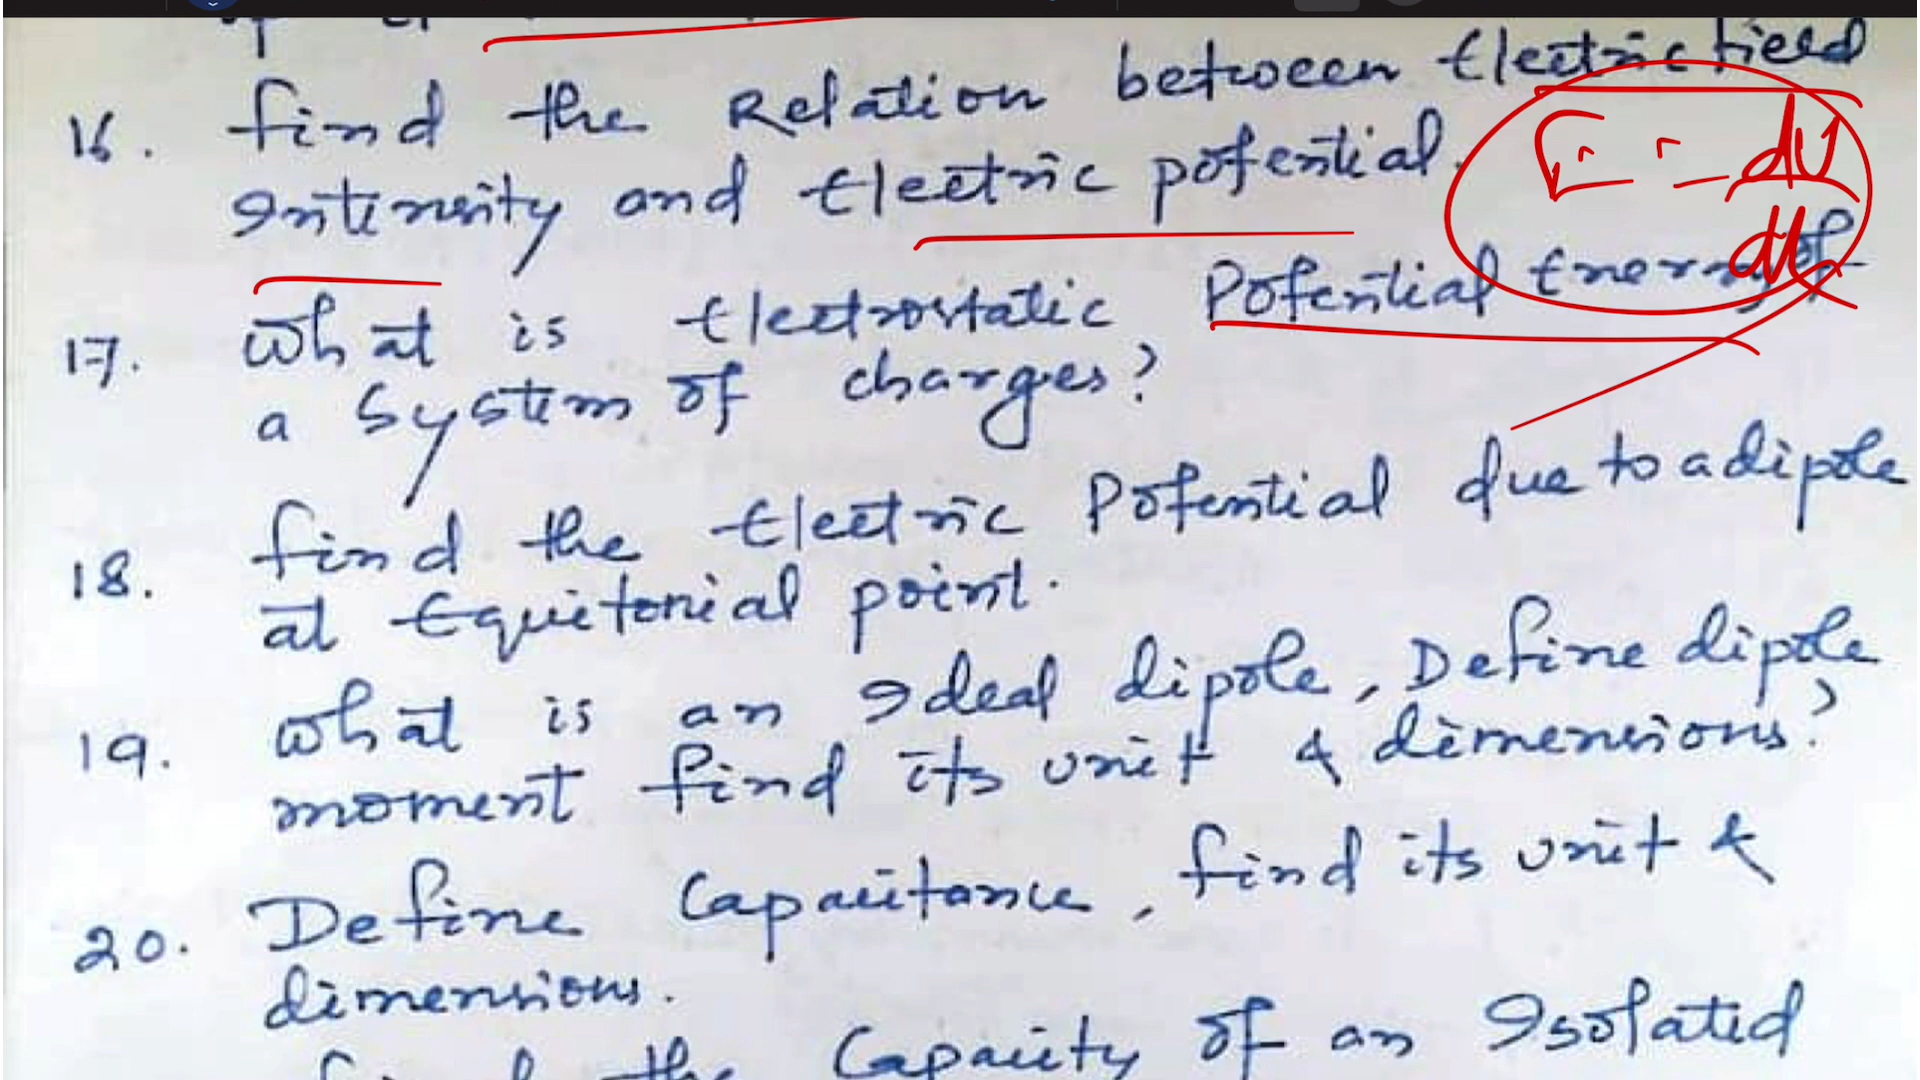 16. find the Relation between Electric field
Intensity and Electric potential.
E = - dv
dr
17. What is Electrostatic Potential Energy of
a System of charges?
18. find the Electric Potential due to a dipole
at Equitorial point.
19. What is an Ideal dipole, Define dipole
moment find its unit & dimensions?
20. Define Capacitance, find its unit &
dimensions.
find the Capacity of an Isolated